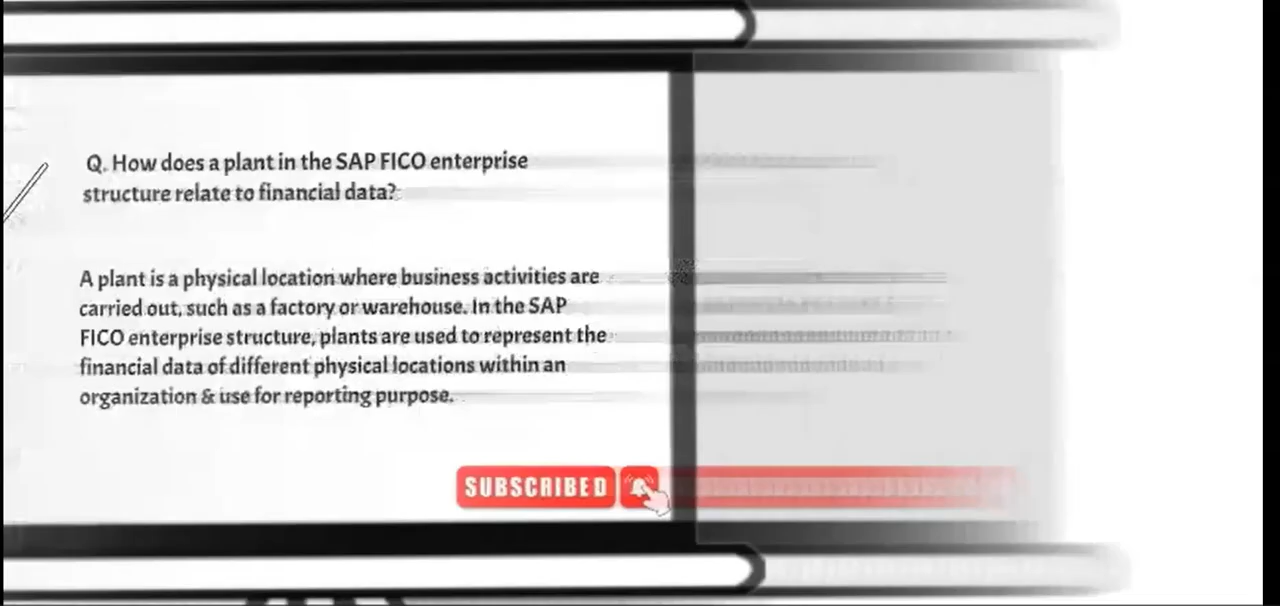 Q. How does a plant in the SAP FICO enterprise
structure relate to financial data?
A plant is a physical location where business activities are
carried out, such as a factory or warehouse. In the SAP
FICO enterprise structure, plants are used to represent the
financial data of different physical locations within an
organization & use for reporting purpose.
SUBSCRIBED